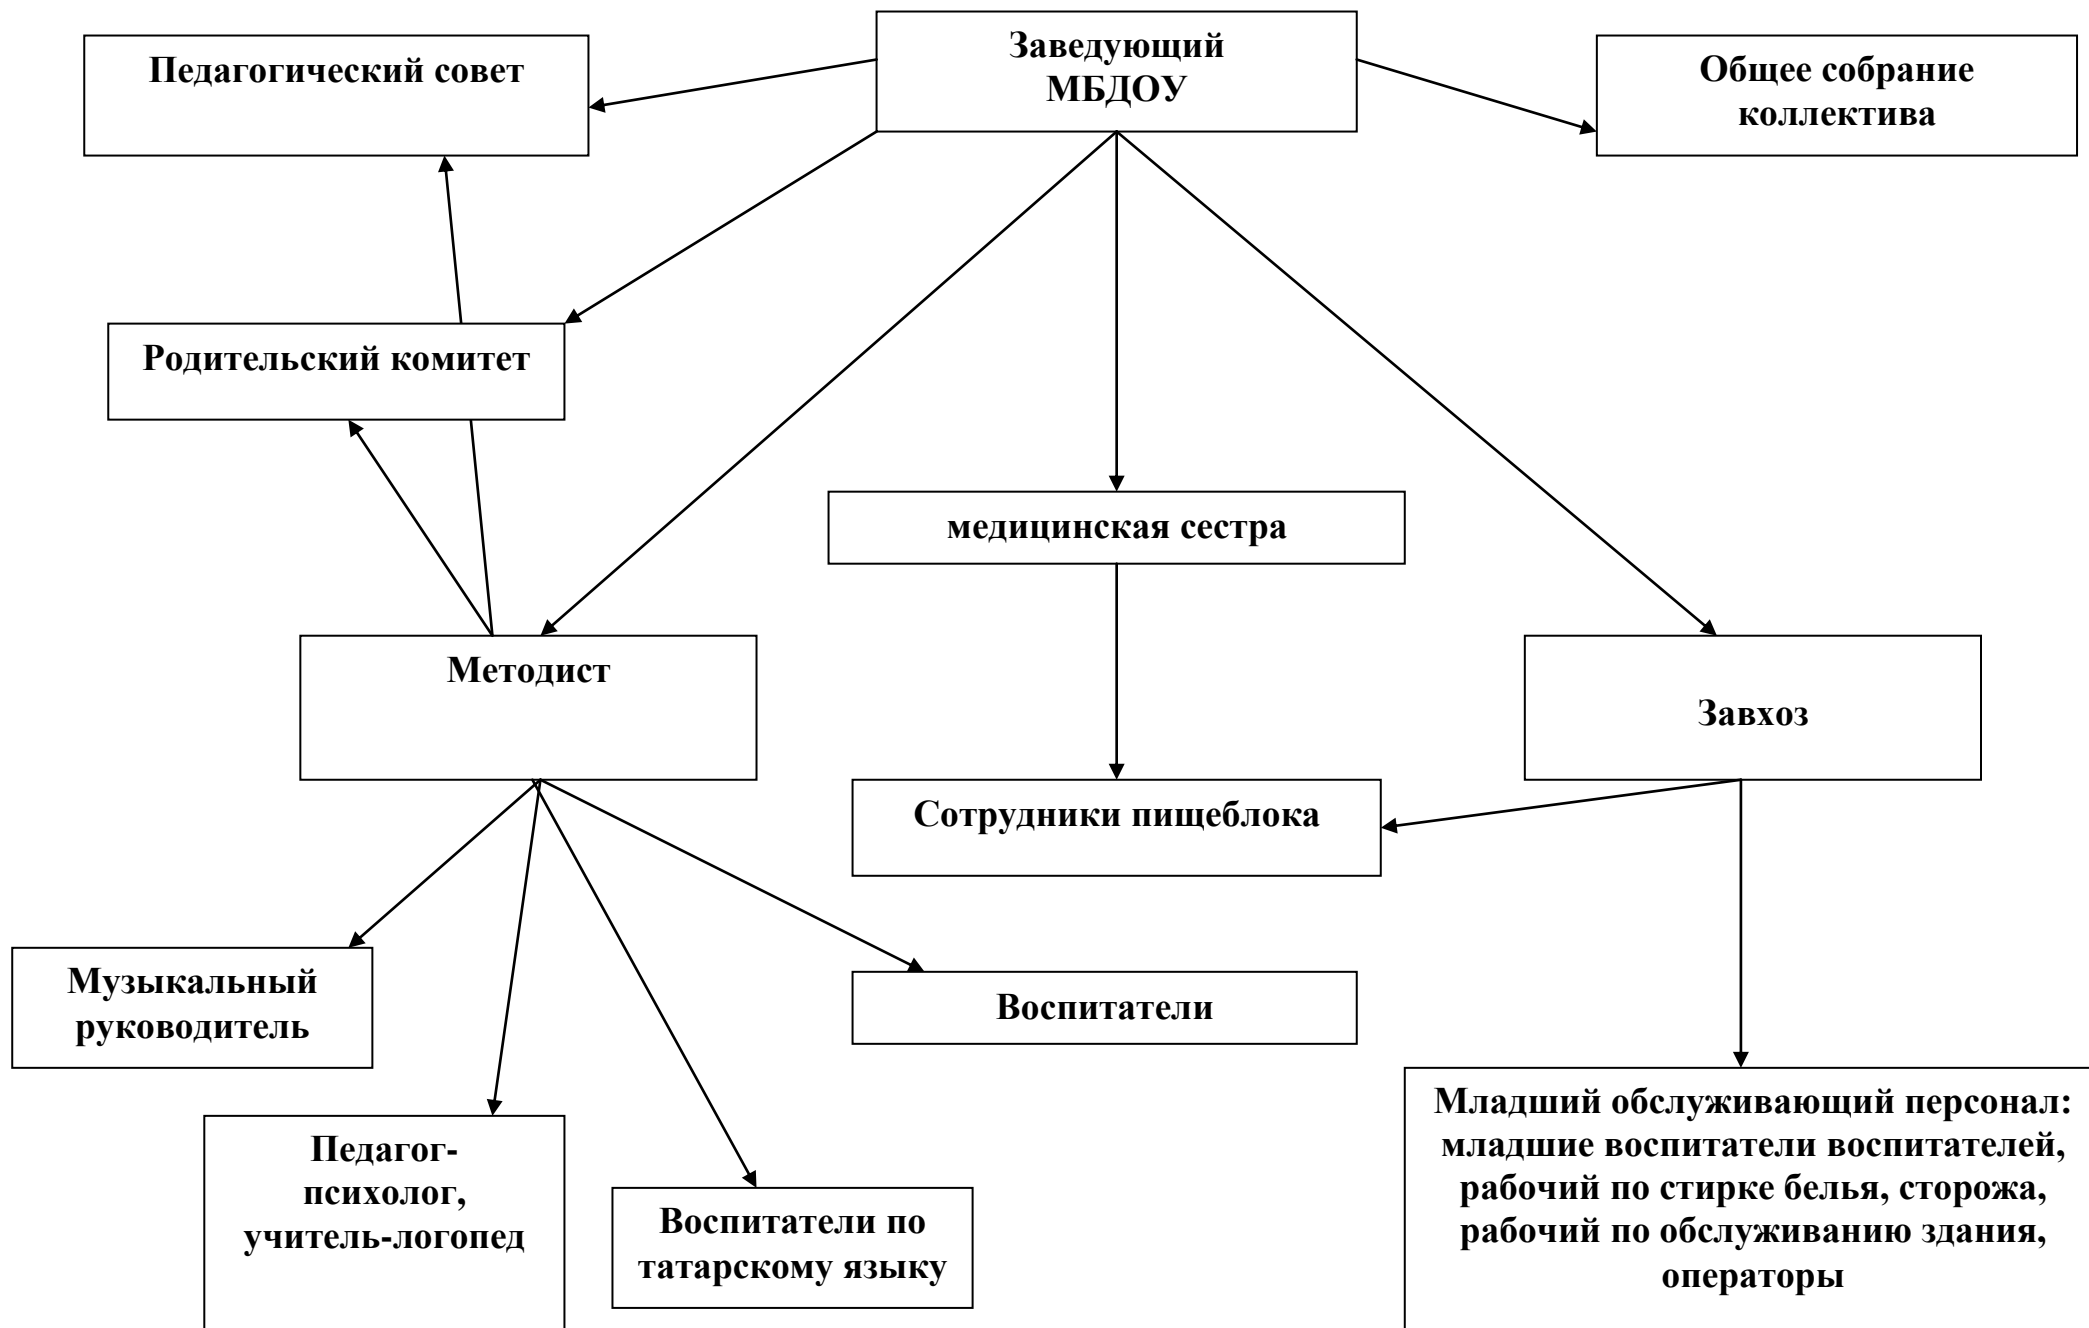 Заведующий
МБДОУ
Педагогический совет
Общее собрание
коллектива
Родительский комитет
медицинская сестра
Методист
Завхоз
Сотрудники пищеблока
Музыкальный
руководитель
Воспитатели
Педагог-
психолог,
учитель-логопед
Воспитатели по
татарскому языку
Младший обслуживающий персонал:
младшие воспитатели воспитателей,
рабочий по стирке белья, сторожа,
рабочий по обслуживанию здания,
операторы